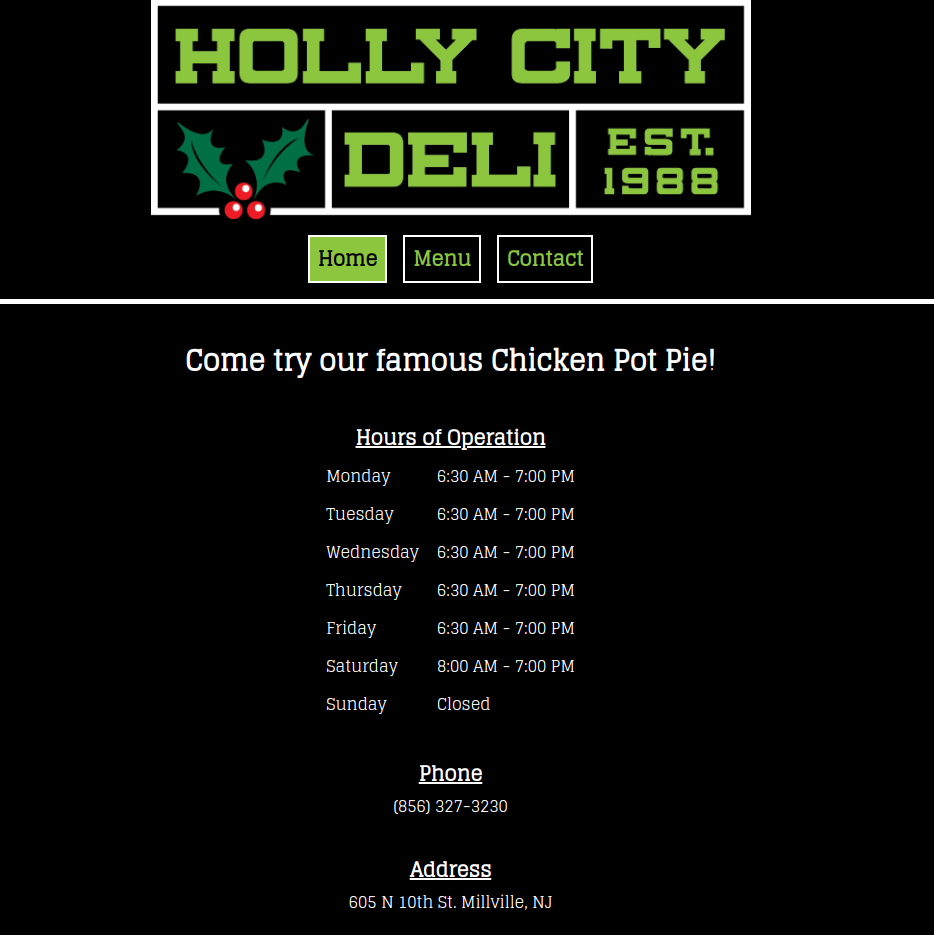 HOLLY CITY
DELI
EST.
1988
Home Menu Contact
Come try our famous Chicken Pot Pie!
Hours of Operation
Monday 6:30 AM - 7:00 PM
Tuesday 6:30 AM - 7:00 PM
Wednesday 6:30 AM - 7:00 PM
Thursday 6:30 AM - 7:00 PM
Friday 6:30 AM - 7:00 PM
Saturday 8:00 AM - 7:00 PM
Sunday Closed
Phone
(856) 327-3230
Address
605 N 10th St. Millville, NJ